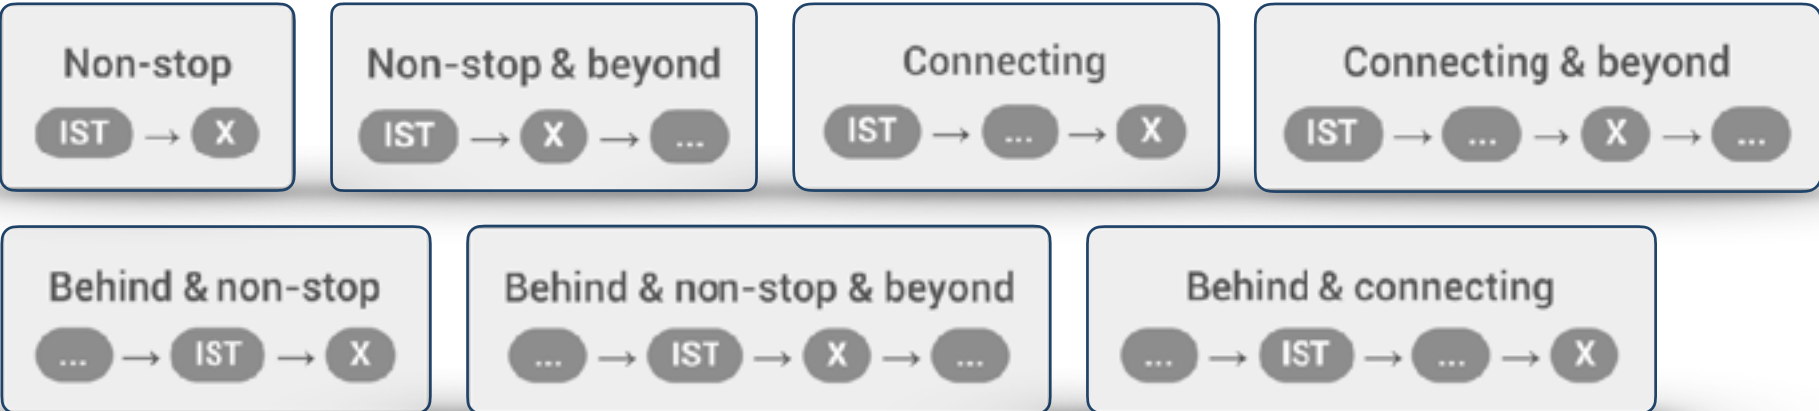 Non-stop
IST → X
Non-stop & beyond
IST → X → ...
Connecting
IST → ... → X
Connecting & beyond
IST → ... → X → ...
Behind & non-stop
... → IST → X
Behind & non-stop & beyond
... → IST → X → ...
Behind & connecting
... → IST → ... → X